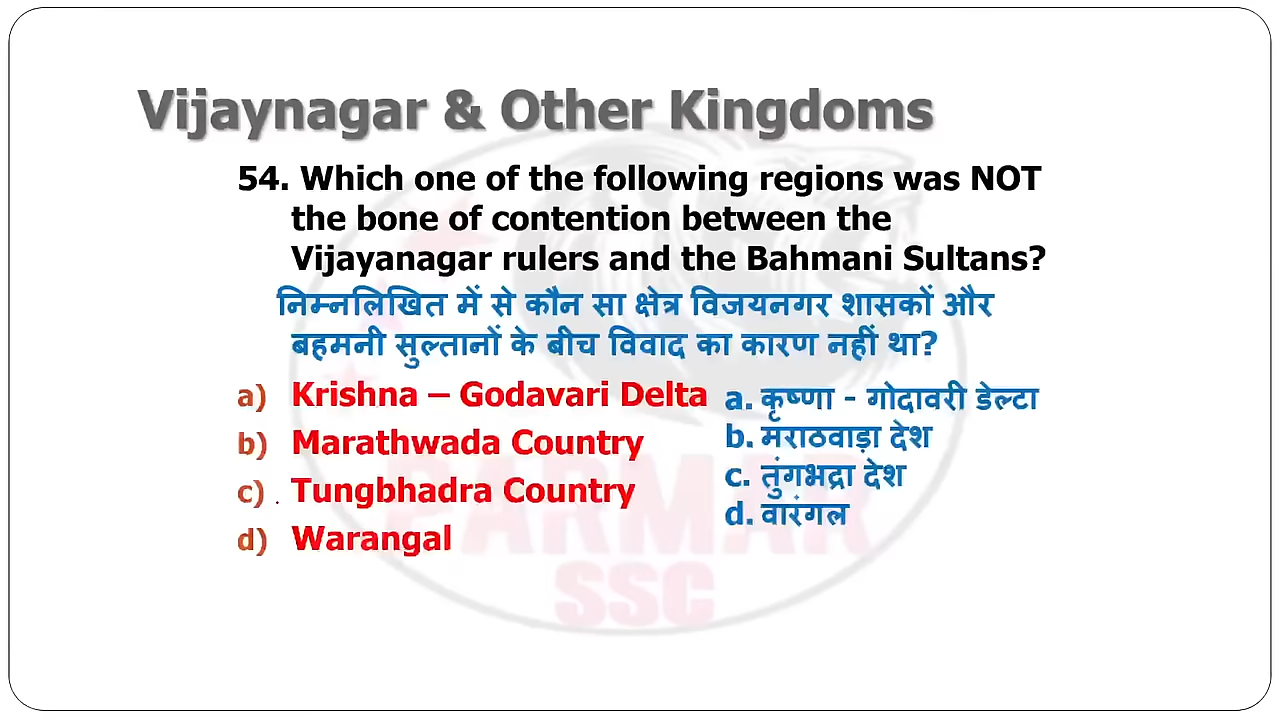 Vijaynagar & Other Kingdoms
54. Which one of the following regions was NOT
the bone of contention between the
Vijayanagar rulers and the Bahmani Sultans?
निम्नलिखित में से कौन सा क्षेत्र विजयनगर शासकों और
बहमनी सुल्तानों के बीच विवाद का कारण नहीं था?
a) Krishna – Godavari Delta
b) Marathwada Country
c) Tungbhadra Country
d) Warangal
a. कृष्णा - गोदावरी डेल्टा
b. मराठवाड़ा देश
c. तुंगभद्रा देश
d. वारंगल
PARMAR
SSC